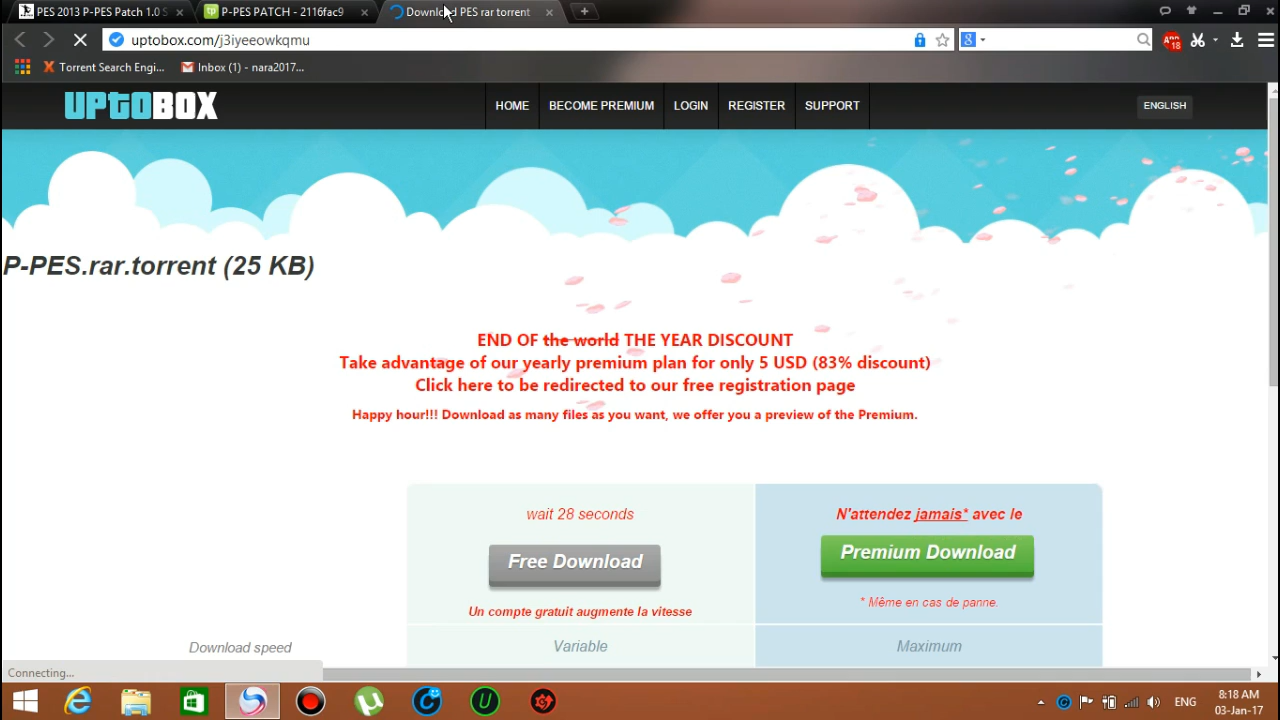 PES 2013 P-PES Patch 1.0 S
P-PES PATCH - 2116fac9
Download PES rar torrent
uptobox.com/j3iyeeowkqmu
ABP
18
Torrent Search Engi...
Inbox (1) - nara2017...
UPTOBOX
HOME
BECOME PREMIUM
LOGIN
REGISTER
SUPPORT
ENGLISH
P-PES.rar.torrent (25 KB)
END OF the world THE YEAR DISCOUNT
Take advantage of our yearly premium plan for only 5 USD (83% discount)
Click here to be redirected to our free registration page
Happy hour!!! Download as many files as you want, we offer you a preview of the Premium.
wait 28 seconds
N'attendez jamais* avec le
Free Download
Premium Download
Un compte gratuit augmente la vitesse
* Même en cas de panne.
Download speed
Variable
Maximum
Connecting...
ENG
8:18 AM
03-Jan-17